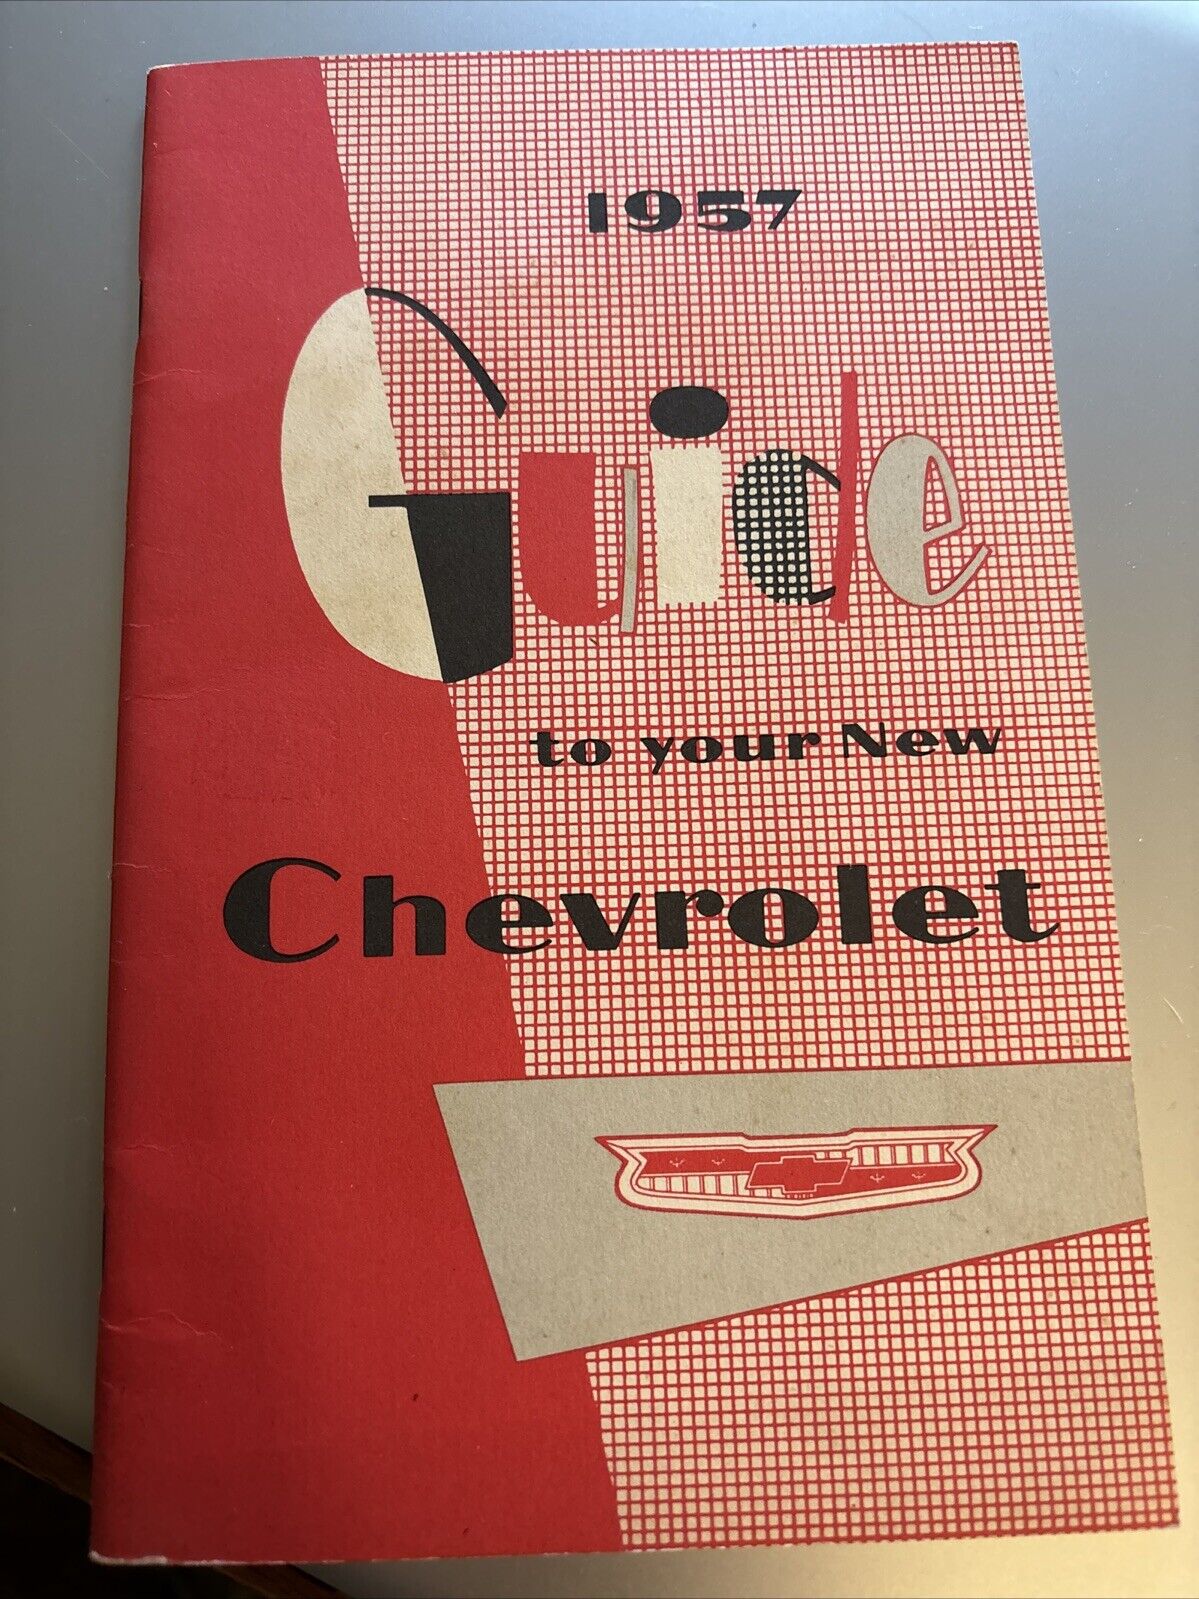 1957
Guide
to your New
Chevrolet